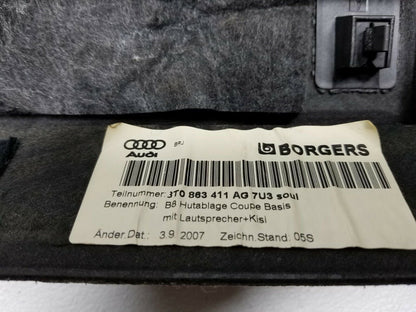 BRJ
Audi
BORGERS
Teilnummer: 8T0 863 411 AG 7U3 soul
Benennung: B8 Hutablage Coupe Basis
mit Lautsprecher+Kisi
Änder.Dat.: 3.9.2007 Zeichn.Stand: 05S